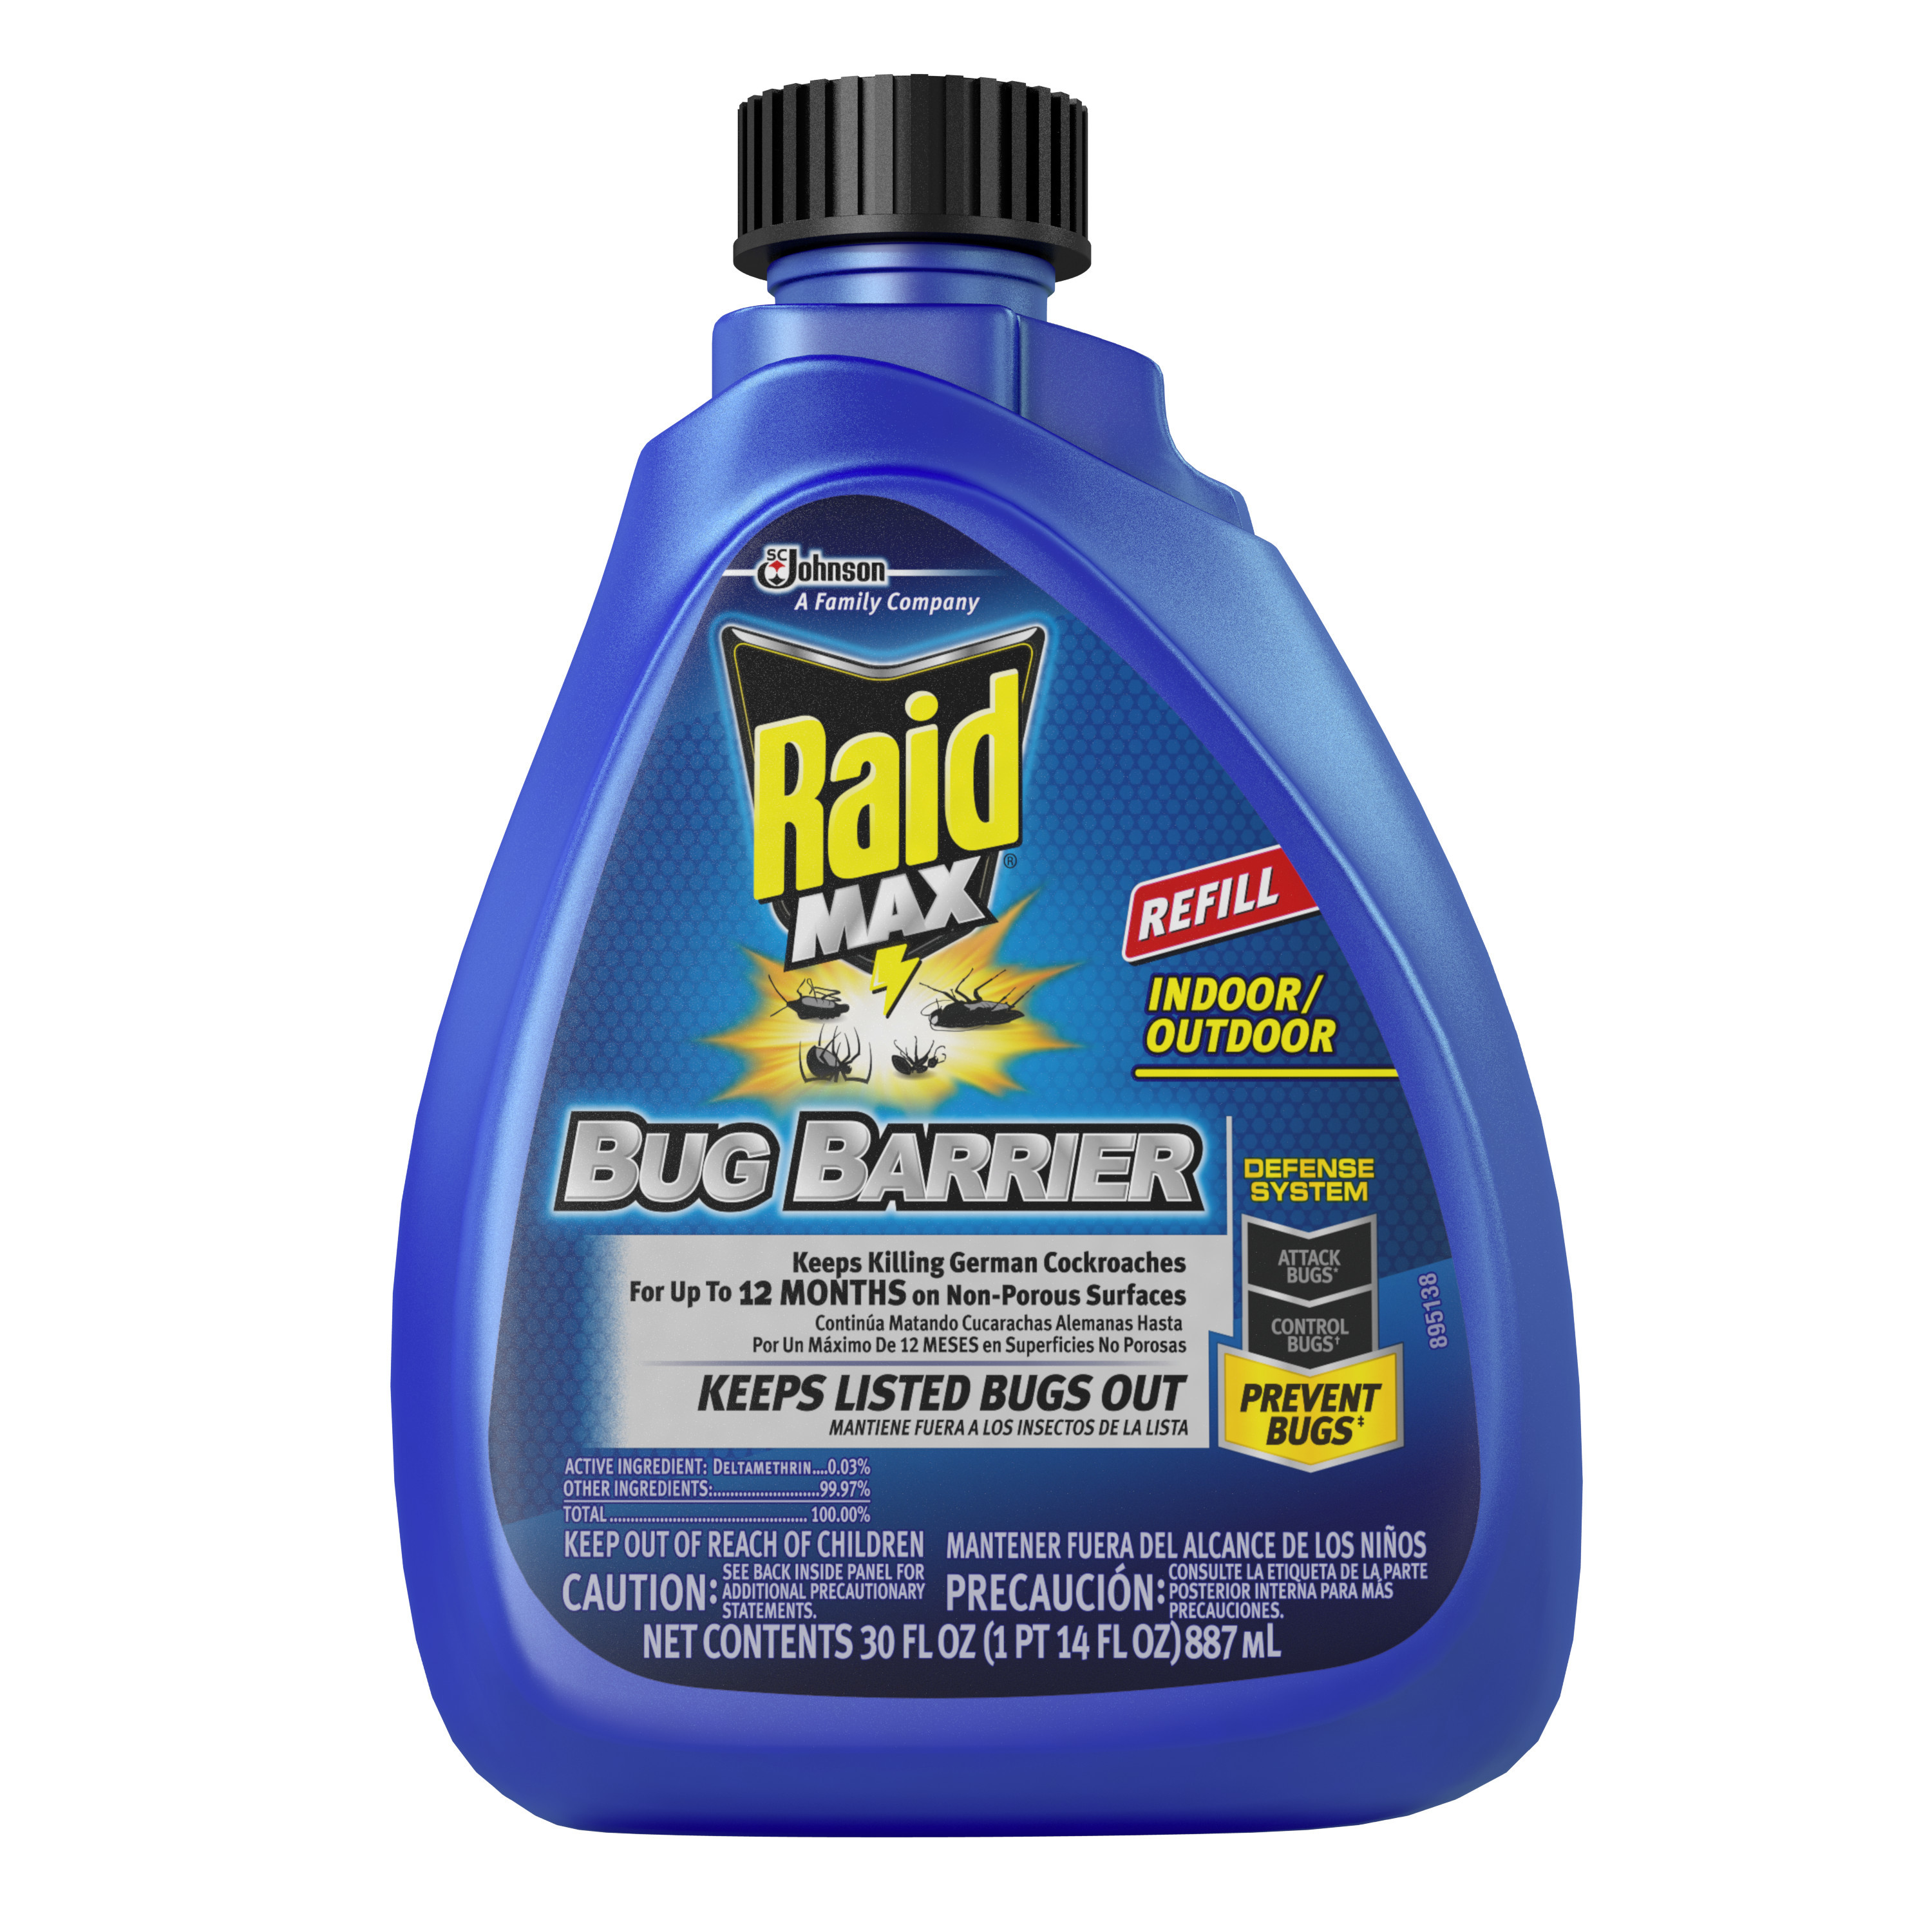 SC Johnson
A Family Company
Raid
MAX
®
REFILL
INDOOR/
OUTDOOR
BUG BARRIER
DEFENSE
SYSTEM
ATTACK
BUGS*
CONTROL
BUGS†
PREVENT
BUGS‡
895138
Keeps Killing German Cockroaches
For Up To 12 MONTHS on Non-Porous Surfaces
Continúa Matando Cucarachas Alemanas Hasta
Por Un Máximo De 12 MESES en Superficies No Porosas
KEEPS LISTED BUGS OUT
MANTIENE FUERA A LOS INSECTOS DE LA LISTA
ACTIVE INGREDIENT: DELTAMETHRIN....0.03%
OTHER INGREDIENTS:..........................99.97%
TOTAL................................................ 100.00%
KEEP OUT OF REACH OF CHILDREN
CAUTION: SEE BACK INSIDE PANEL FOR
ADDITIONAL PRECAUTIONARY
STATEMENTS.
MANTENER FUERA DEL ALCANCE DE LOS NIÑOS
PRECAUCIÓN: CONSULTE LA ETIQUETA DE LA PARTE
POSTERIOR INTERNA PARA MÁS
PRECAUCIONES.
NET CONTENTS 30 FL OZ (1 PT 14 FL OZ) 887 mL